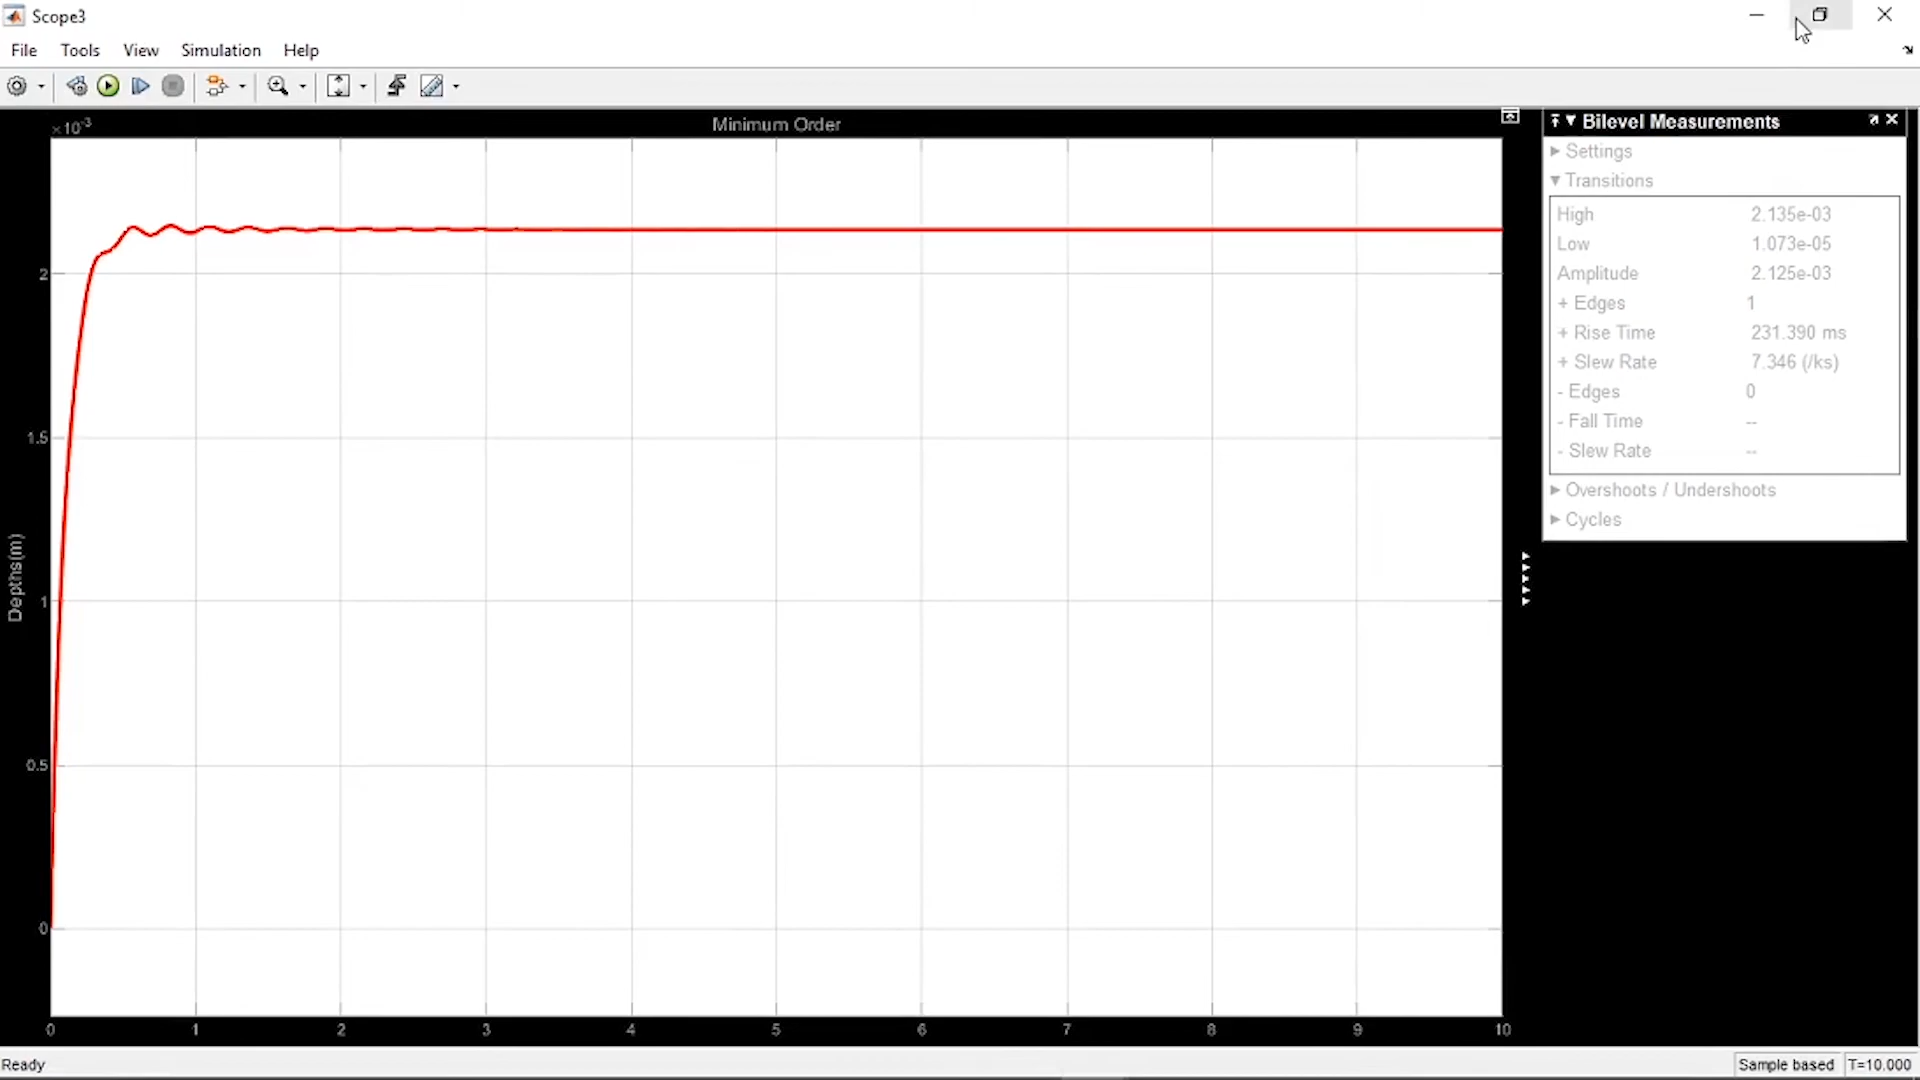 Scope3
File Tools View Simulation Help
×10-3
Minimum Order
Bilevel Measurements
Settings
Transitions
High 2.135e-03
Low 1.073e-05
Amplitude 2.125e-03
+ Edges 1
+ Rise Time 231.390 ms
+ Slew Rate 7.346 (/ks)
- Edges 0
- Fall Time --
- Slew Rate --
Overshoots / Undershoots
Cycles
2
1.5
1
0.5
0
Depths(m)
0 1 2 3 4 5 6 7 8 9 10
Ready
Sample based T=10.000